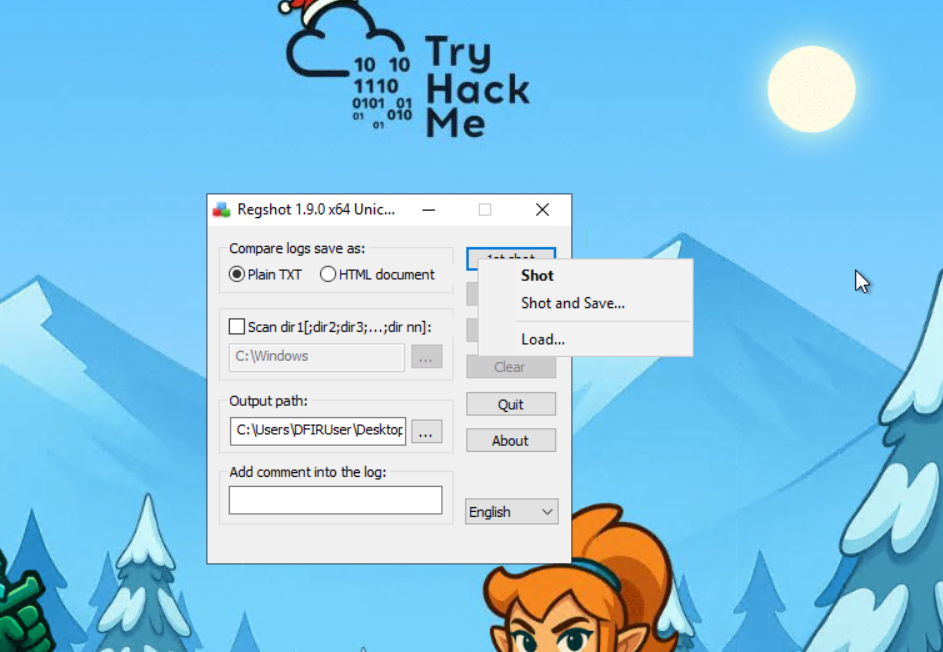 Try
Hack
Me
10 10
1110
0101 01
01 010
01
Regshot 1.9.0 x64 Unic...
Compare logs save as:
Plain TXT
HTML document
1st shot
Shot
Shot and Save...
Load...
Scan dir1[;dir2;dir3;...;dir nn]:
C:\Windows
...
Clear
Output path:
C:\Users\DFIRUser\Desktop
...
Quit
About
Add comment into the log:
English